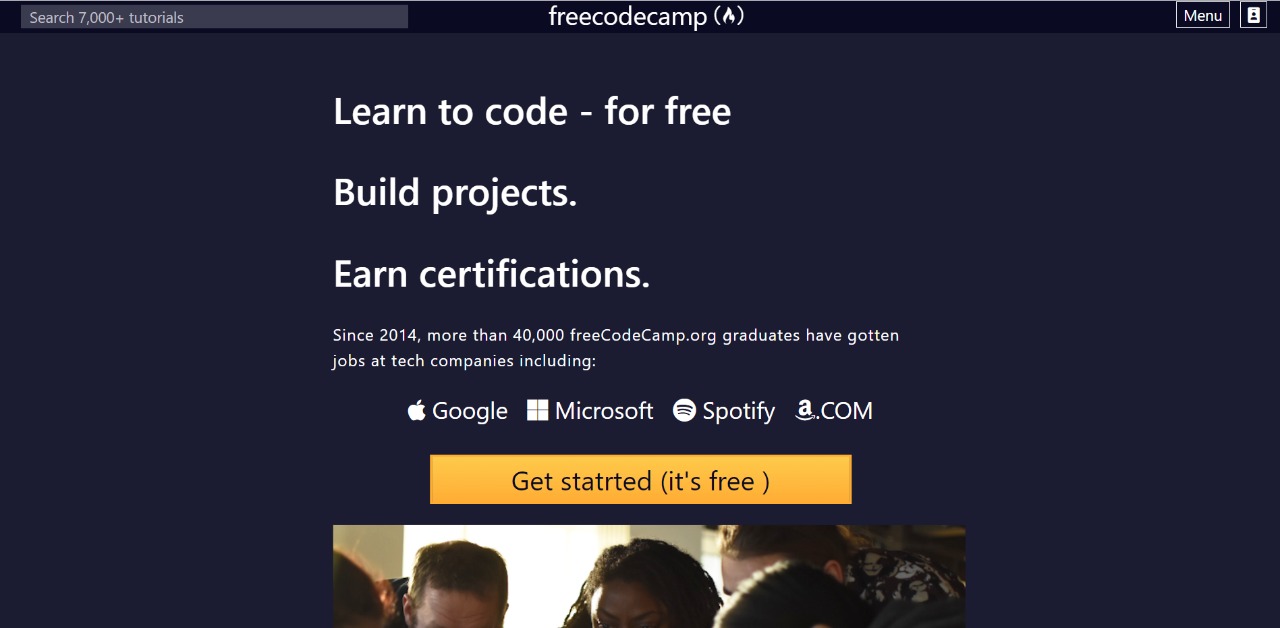 Search 7,000+ tutorials
freecodecamp
Menu
Learn to code - for free
Build projects.
Earn certifications.
Since 2014, more than 40,000 freeCodeCamp.org graduates have gotten
jobs at tech companies including:
Google Microsoft Spotify a.COM
Get statrted (it's free )